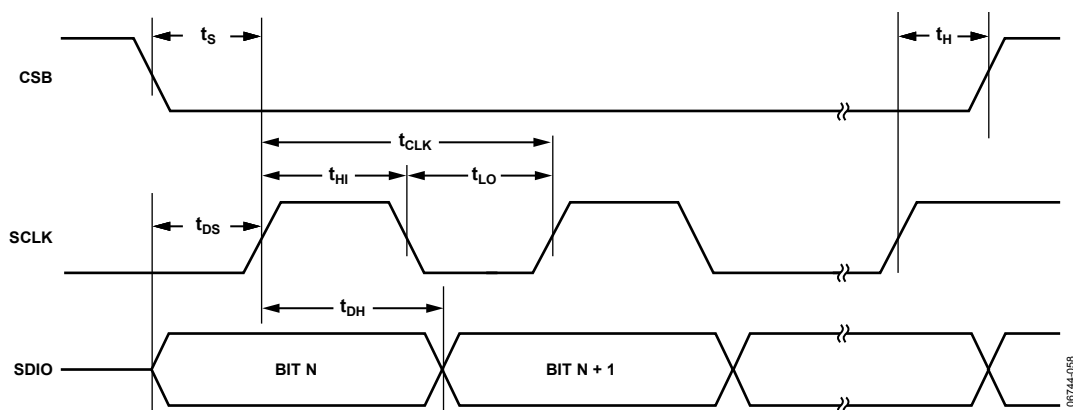 tS
tH
CSB
tCLK
tHI
tLO
tDS
SCLK
tDH
SDIO
BIT N
BIT N + 1
06744-058